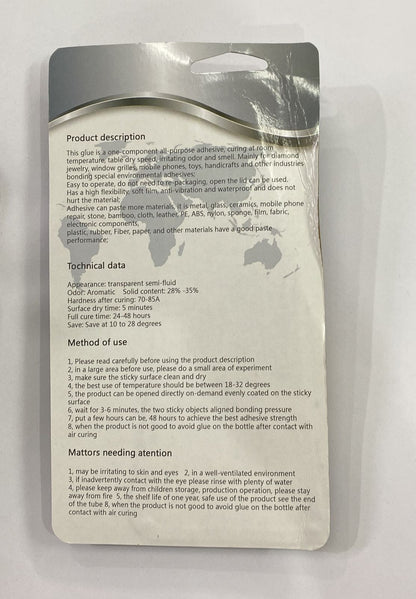 Product description
This glue is a one-component all-purpose adhesive, curing at room
temperature, table dry speed, irritating odor and smell. Mainly for diamond
jewelry, window grilles, mobile phones, toys, handicrafts and other industries
bonding special environmental adhesives;
Easy to operate, do not need to re-packaging, open the lid can be used.
Has a high flexibility, soft film, anti-vibration and waterproof and does not
hurt the material;
Adhesive can paste more materials, it is metal, glass, ceramics, mobile phone
repair, stone, bamboo, cloth, leather, PE, ABS, nylon, sponge, film, fabric,
electronic components,
plastic, rubber, Fiber, paper, and other materials have a good paste
performance;
Technical data
Appearance: transparent semi-fluid
Odor: Aromatic Solid content: 28% -35%
Hardness after curing: 70-85A
Surface dry time: 5 minutes
Full cure time: 24-48 hours
Save: Save at 10 to 28 degrees
Method of use
1, Please read carefully before using the product description
2, in a large area before use, please do a small area of experiment
3, make sure the sticky surface clean and dry
4, the best use of temperature should be between 18-32 degrees
5, the product can be opened directly on-demand evenly coated on the sticky
surface
6, wait for 3-6 minutes, the two sticky objects aligned bonding pressure
7, put a few hours can be, 48 hours to achieve the best adhesive strength
8, when the product is not good to avoid glue on the bottle after contact with
air curing
Mattors needing atention
1, may be irritating to skin and eyes 2, in a well-ventilated environment
3, if inadvertently contact with the eye please rinse with plenty of water
4, please keep away from children storage, production operation, please stay
away from fire 5, the shelf life of one year, safe use of the product see the end
of the tube 8, when the product is not good to avoid glue on the bottle after
contact with air curing